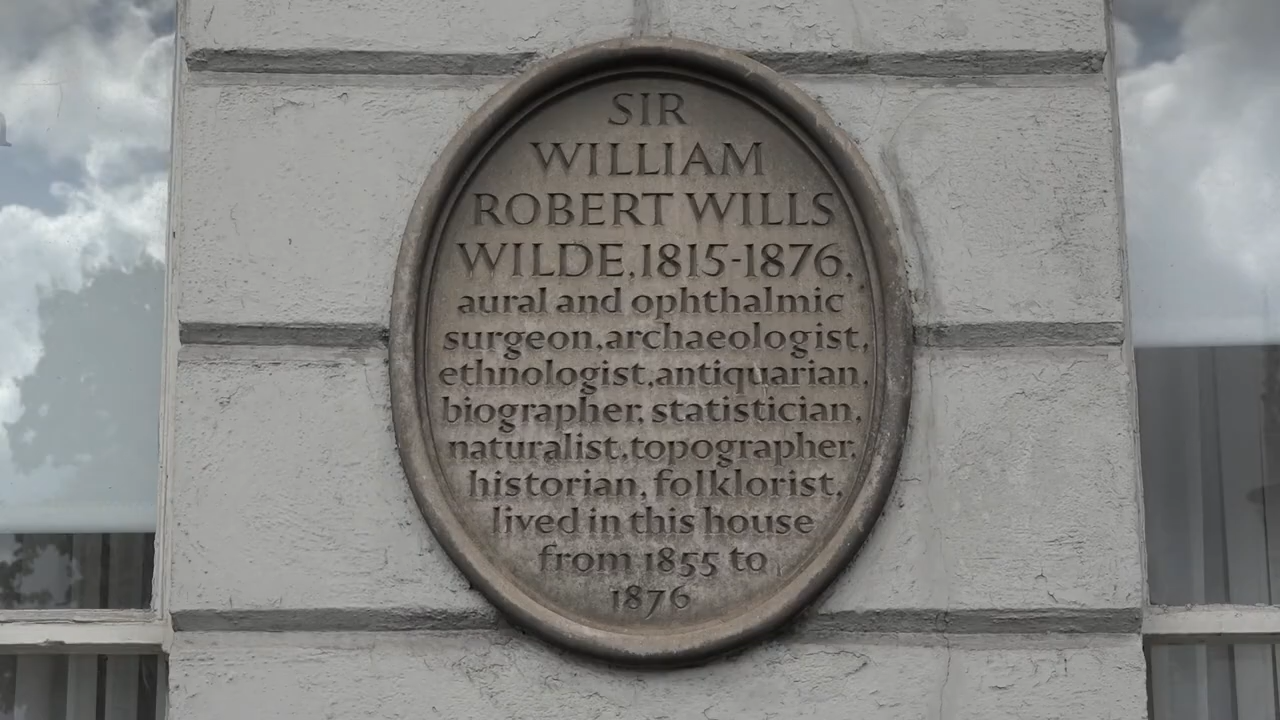 SIR
WILLIAM
ROBERT WILLS
WILDE, 1815-1876,
aural and ophthalmic
surgeon, archaeologist,
ethnologist, antiquarian,
biographer, statistician,
naturalist, topographer,
historian, folklorist,
lived in this house
from 1855 to
1876